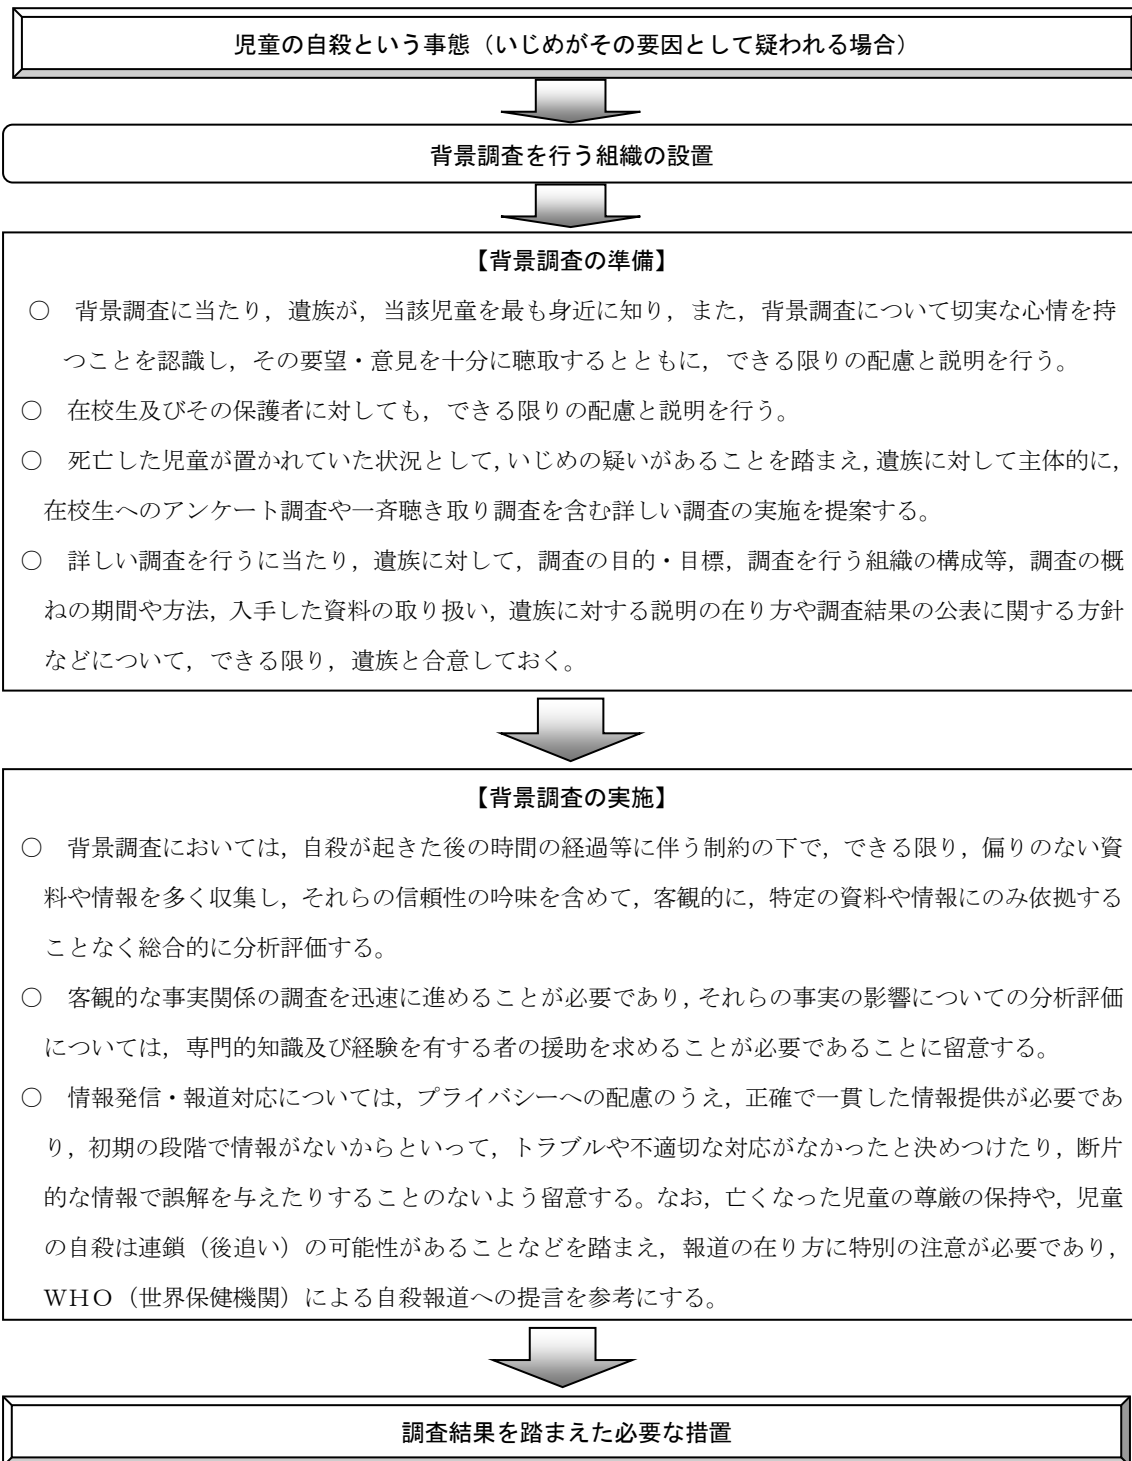 児童の自殺という事態（いじめがその要因として疑われる場合）
背景調査を行う組織の設置
【背景調査の準備】
○　背景調査に当たり，遺族が，当該児童を最も身近に知り，また，背景調査について切実な心情を持
つことを認識し，その要望・意見を十分に聴取するとともに，できる限りの配慮と説明を行う。
○　在校生及びその保護者に対しても，できる限りの配慮と説明を行う。
○　死亡した児童が置かれていた状況として，いじめの疑いがあることを踏まえ，遺族に対して主体的に，
在校生へのアンケート調査や一斉聴き取り調査を含む詳しい調査の実施を提案する。
○　詳しい調査を行うに当たり，遺族に対して，調査の目的・目標，調査を行う組織の構成等，調査の概
ねの期間や方法，入手した資料の取り扱い，遺族に対する説明の在り方や調査結果の公表に関する方針
などについて，できる限り，遺族と合意しておく。
【背景調査の実施】
○　背景調査においては，自殺が起きた後の時間の経過等に伴う制約の下で，できる限り，偏りのない資
料や情報を多く収集し，それらの信頼性の吟味を含めて，客観的に，特定の資料や情報にのみ依拠する
ことなく総合的に分析評価する。
○　客観的な事実関係の調査を迅速に進めることが必要であり，それらの事実の影響についての分析評価
については，専門的知識及び経験を有する者の援助を求めることが必要であることに留意する。
○　情報発信・報道対応については，プライバシーへの配慮のうえ，正確で一貫した情報提供が必要であ
り，初期の段階で情報がないからといって，トラブルや不適切な対応がなかったと決めつけたり，断片
的な情報で誤解を与えたりすることのないよう留意する。なお，亡くなった児童の尊厳の保持や，児童
の自殺は連鎖（後追い）の可能性があることなどを踏まえ，報道の在り方に特別の注意が必要であり，
ＷＨＯ（世界保健機関）による自殺報道への提言を参考にする。
調査結果を踏まえた必要な措置